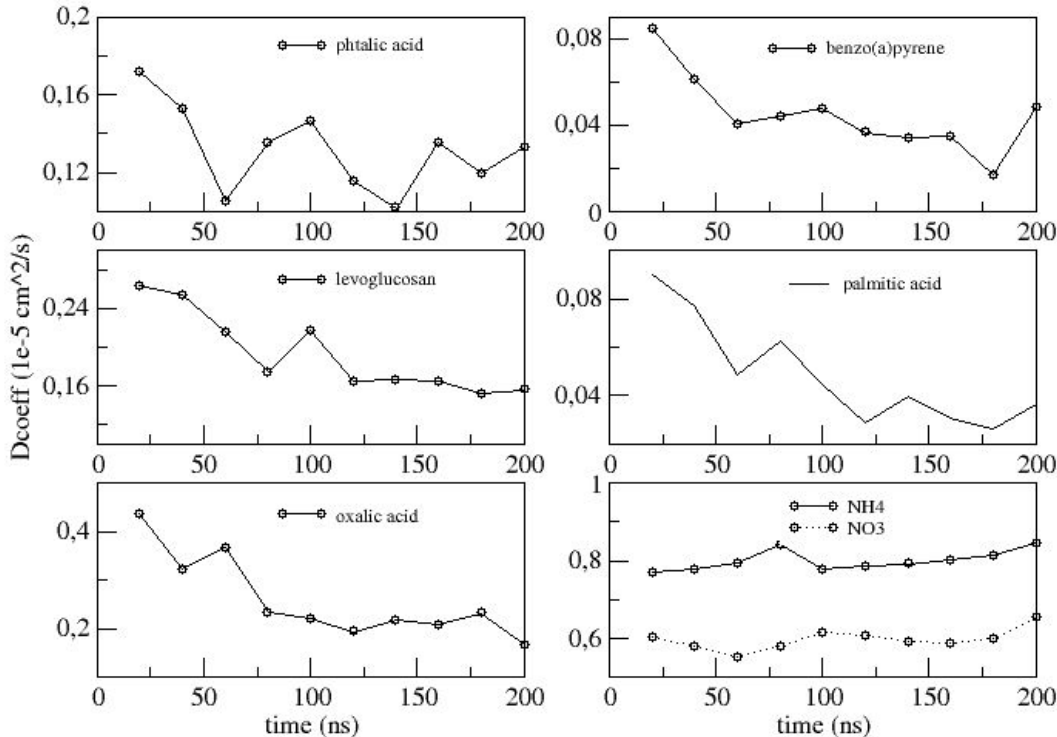 Dcoeff (1e-5 cm^2/s)
0,2
0,16
0,12
phtalic acid
0 50 100 150 200
0,08
0,04
0
benzo(a)pyrene
0 50 100 150 200
0,24
0,16
levoglucosan
0 50 100 150 200
0,08
0,04
palmitic acid
0 50 100 150 200
0,4
0,2
oxalic acid
0 50 100 150 200
time (ns)
1
0,8
0,6
NH4
NO3
0 50 100 150 200
time (ns)